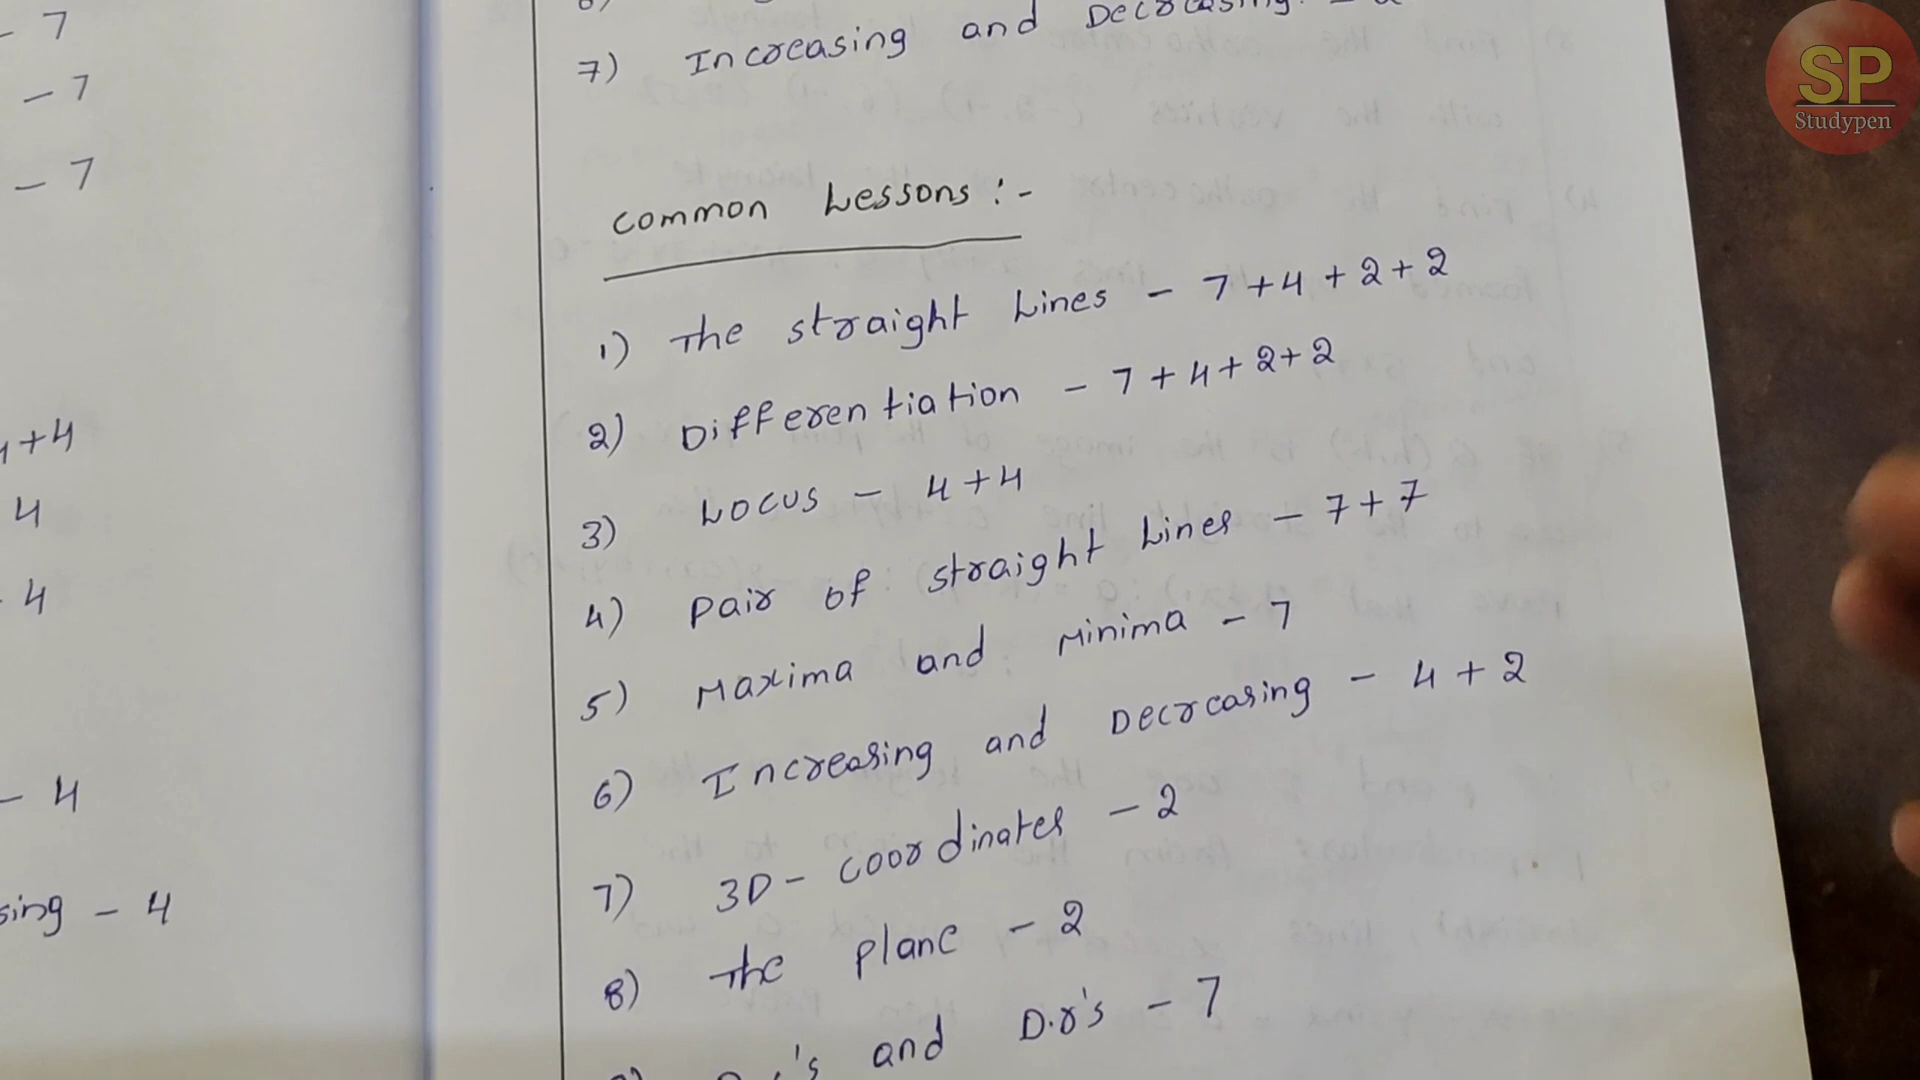 - 7
- 7
- 7
+4
4
4
- 4
sing - 4
7) Increasing and Decreasing
Common Lessons:-
1) The straight Lines - 7+4+2+2
2) Differentiation - 7+4+2+2
3) Locus - 4+4
4) Pair of straight Lines - 7+7
5) Maxima and Minima - 7
6) Increasing and Decreasing - 4+2
7) 3D - coordinates - 2
8) The plane - 2
's and D.r's - 7
SP
Studypen